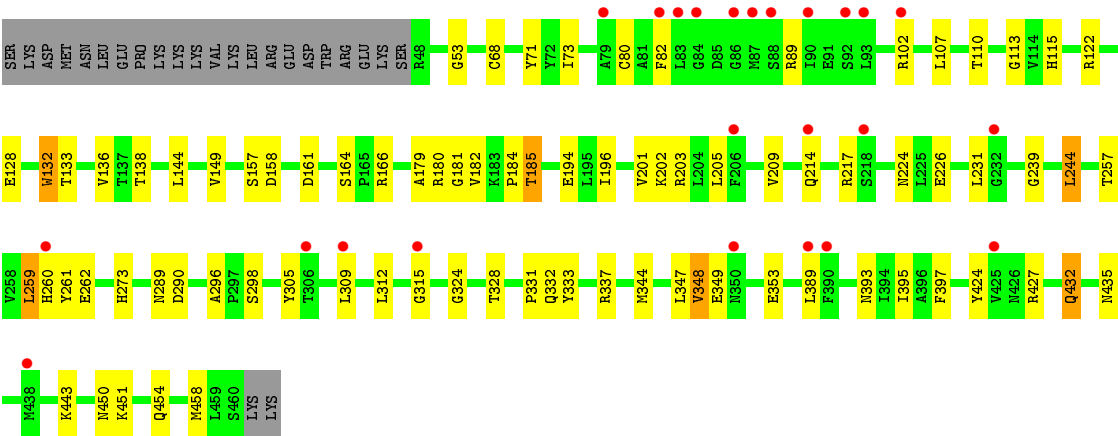 SER LYS ASP MET ASN LEU GLU PRO LYS LYS LYS VAL LYS LEU ARG GLU ASP TRP ARG GLU LYS SER R48 G53 C68 Y71 Y72 I73 A79 C80 A81 F82 L83 G84 D85 G86 M87 S88 R89 I90 E91 S92 L93 R102 L107 T110 G113 V114 H115 R122
E128 W132 T133 V136 T137 T138 L144 V149 S157 D158 D161 S164 P165 R166 A179 R180 G181 V182 K183 P184 T185 E194 L195 I196 V201 K202 R203 L204 L205 F206 V209 Q214 R217 S218 N224 L225 E226 L231 G232 G239 L244 T257
V258 L259 H260 Y261 E262 H273 N289 D290 A296 P297 S298 Y305 T306 L309 L312 G315 G324 T328 P331 Q332 Y333 R337 M344 L347 V348 E349 N350 E353 L389 F390 N393 I394 I395 A396 F397 Y424 V425 N426 R427 Q432 N435
M438 K443 N450 K451 Q454 M458 L459 S460 LYS LYS